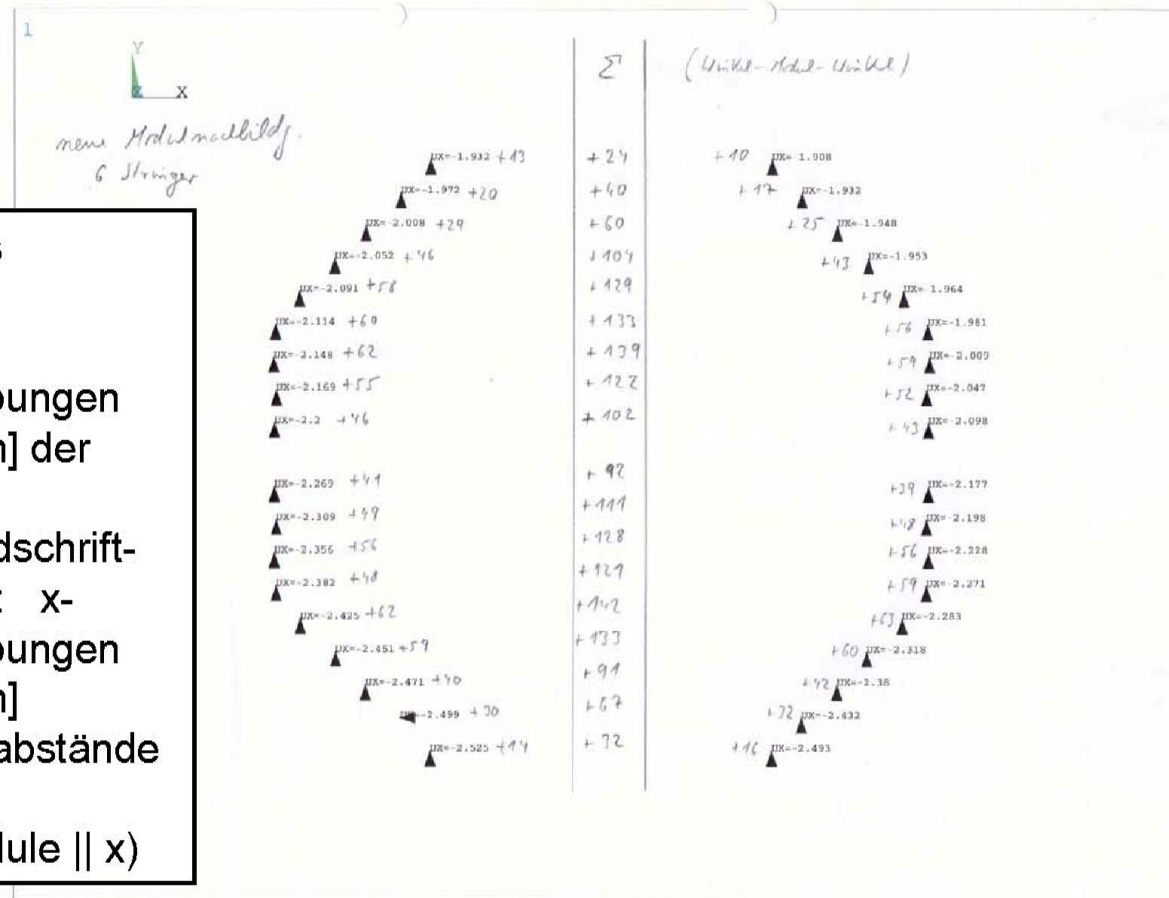 1
Y
Z X
neue Modulnachbildg.
6 Stringer
Σ (Winkel-Modul-Winkel)
UX=-1.932 +13 +24 +10 UX=-1.908
UX=-1.972 +20 +40 +17 UX=-1.932
UX=-2.008 +29 +60 +25 UX=-1.948
UX=-2.052 +46 +104 +43 UX=-1.953
UX=-2.091 +58 +129 +54 UX=-1.964
UX=-2.114 +60 +133 +56 UX=-1.981
UX=-2.148 +62 +139 +59 UX=-2.009
UX=-2.169 +55 +122 +52 UX=-2.047
UX=-2.2 +46 +102 +43 UX=-2.098
UX=-2.269 +41 +92 +39 UX=-2.177
UX=-2.309 +49 +111 +48 UX=-2.198
UX=-2.356 +56 +128 +56 UX=-2.228
UX=-2.382 +48 +121 +59 UX=-2.271
UX=-2.425 +62 +142 +63 UX=-2.283
UX=-2.451 +59 +133 +60 UX=-2.318
UX=-2.471 +40 +91 +42 UX=-2.38
-2.499 +30 +67 +32 UX=-2.432
UX=-2.525 +14 +32 +16 UX=-2.493
s
bungen
] der
dschrift-
: x-
bungen
]
abstände
dule || x)